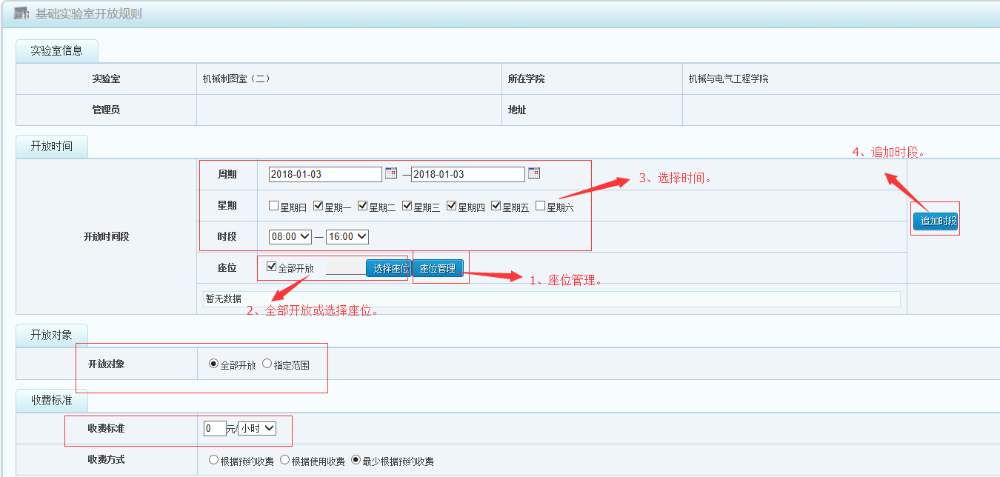 基础实验室开放规则
实验室信息
实验室 机械制图室（二） 所在学院 机械与电气工程学院
管理员 地址
开放时间
4、追加时段。
周期 2018-01-03 —2018-01-03
3、选择时间。
星期 星期日 星期一 星期二 星期三 星期四 星期五 星期六
追加时段
开放时间段 时段 08:00 — 16:00
座位 全部开放 选择座位 座位管理
1、座位管理。
暂无数据
2、全部开放或选择座位。
开放对象
开放对象 全部开放 指定范围
收费标准
收费标准 0 元/ 小时
收费方式 根据预约收费 根据使用收费 最少根据预约收费